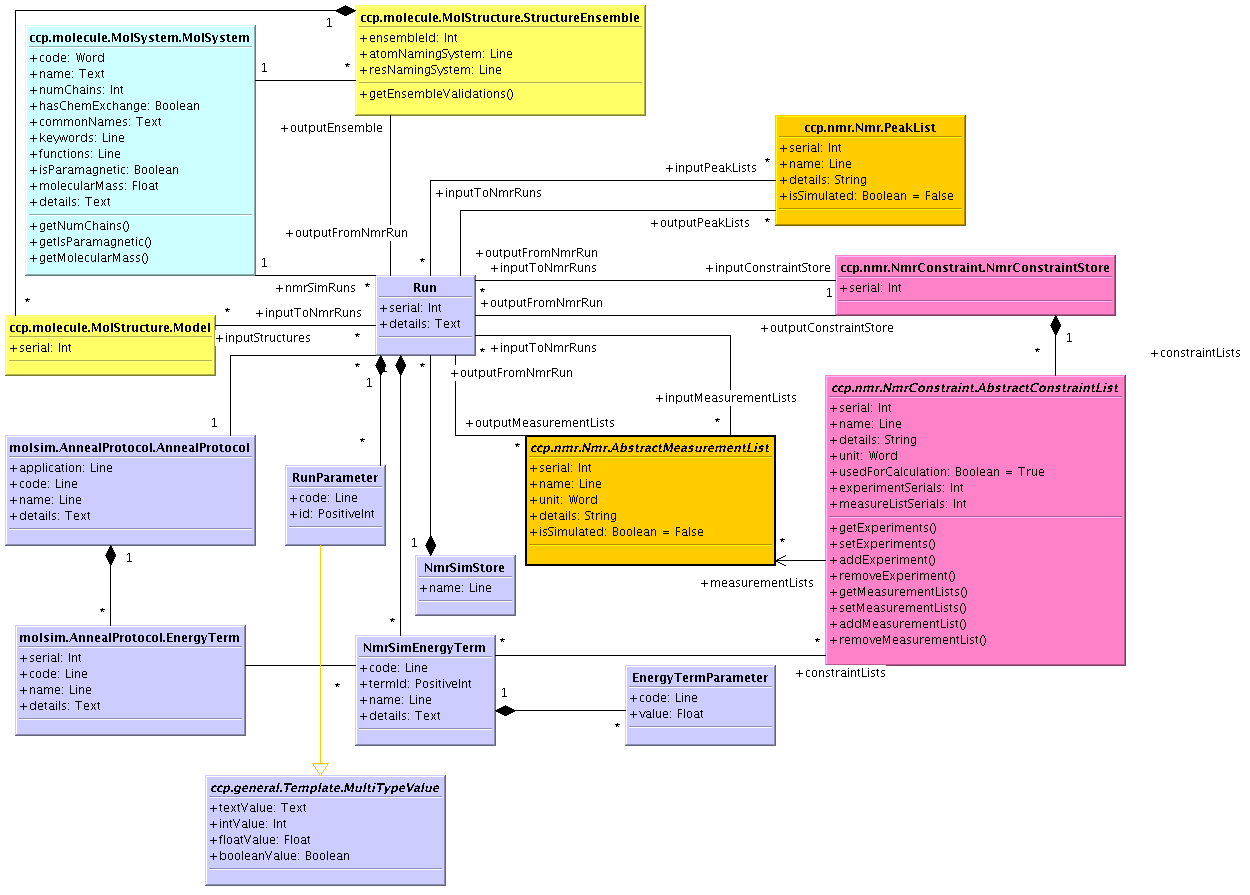 ccp.molecule.MolStructure.StructureEnsemble
+ensembleId: Int
+atomNamingSystem: Line
+resNamingSystem: Line
+getEnsembleValidations()
1
ccp.molecule.MolSystem.MolSystem
+code: Word
+name: Text
+numChains: Int
+hasChemExchange: Boolean
+commonNames: Text
+keywords: Line
+functions: Line
+isParamagnetic: Boolean
+molecularMass: Float
+details: Text
+getNumChains()
+getIsParamagnetic()
+getMolecularMass()
1
*
+outputEnsemble
+outputFromNmrRun
ccp.nmr.Nmr.PeakList
+serial: Int
+name: Line
+details: String
+isSimulated: Boolean = False
+inputPeakLists
*
+inputToNmrRuns
+outputPeakLists
*
+outputFromNmrRun
*
1
+nmrSimRuns
*
Run
+serial: Int
+details: Text
+inputToNmrRuns
+inputConstraintStore
*
1
+outputFromNmrRun
+outputConstraintStore
ccp.nmr.NmrConstraint.NmrConstraintStore
+serial: Int
1
*
+constraintLists
*
ccp.molecule.MolStructure.Model
+serial: Int
*
+inputToNmrRuns
+inputStructures
*
*
+inputToNmrRuns
+outputFromNmrRun
+inputMeasurementLists
*
+outputMeasurementLists
*
*
1
1
*
*
1
molsim.AnnealProtocol.AnnealProtocol
+application: Line
+code: Line
+name: Line
+details: Text
1
*
RunParameter
+code: Line
+id: PositiveInt
ccp.nmr.Nmr.AbstractMeasurementList
+serial: Int
+name: Line
+unit: Word
+details: String
+isSimulated: Boolean = False
ccp.nmr.NmrConstraint.AbstractConstraintList
+serial: Int
+name: Line
+details: String
+unit: Word
+usedForCalculation: Boolean = True
+experimentSerials: Int
+measureListSerials: Int
+getExperiments()
+setExperiments()
+addExperiment()
+removeExperiment()
+getMeasurementLists()
+setMeasurementLists()
+addMeasurementList()
+removeMeasurementList()
*
+measurementLists
1
NmrSimStore
+name: Line
*
molsim.AnnealProtocol.EnergyTerm
+serial: Int
+code: Line
+name: Line
+details: Text
*
NmrSimEnergyTerm
+code: Line
+termId: PositiveInt
+name: Line
+details: Text
*
*
+constraintLists
1
*
EnergyTermParameter
+code: Line
+value: Float
ccp.general.Template.MultiTypeValue
+textValue: Text
+intValue: Int
+floatValue: Float
+booleanValue: Boolean